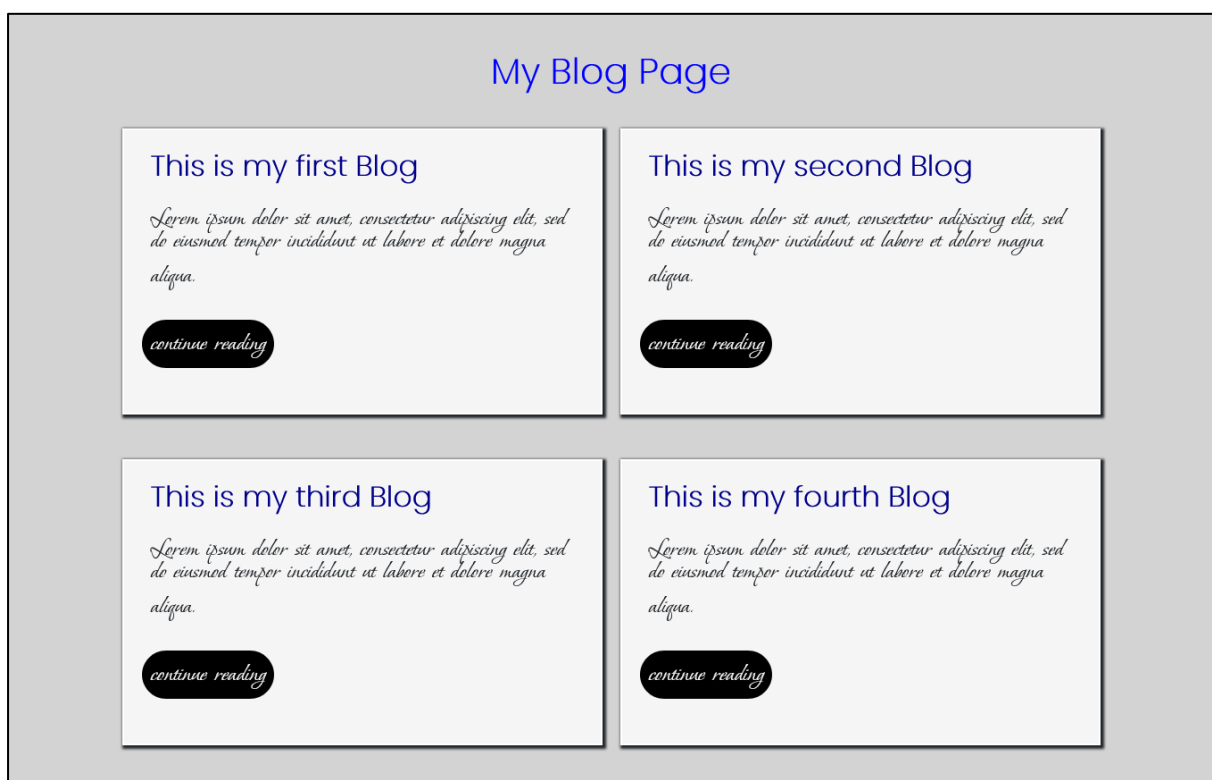 My Blog Page
This is my first Blog
Lorem ipsum dolor sit amet, consectetur adipiscing elit, sed
do eiusmod tempor incididunt ut labore et dolore magna
aliqua.
continue reading
This is my second Blog
Lorem ipsum dolor sit amet, consectetur adipiscing elit, sed
do eiusmod tempor incididunt ut labore et dolore magna
aliqua.
continue reading
This is my third Blog
Lorem ipsum dolor sit amet, consectetur adipiscing elit, sed
do eiusmod tempor incididunt ut labore et dolore magna
aliqua.
continue reading
This is my fourth Blog
Lorem ipsum dolor sit amet, consectetur adipiscing elit, sed
do eiusmod tempor incididunt ut labore et dolore magna
aliqua.
continue reading